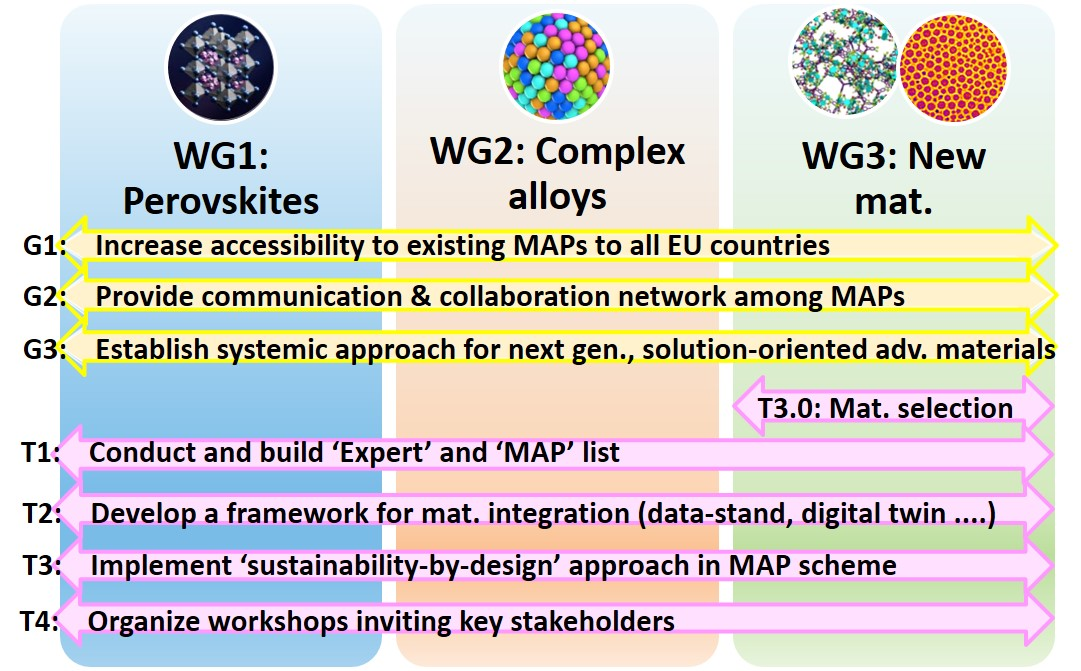 WG1:
Perovskites
WG2: Complex
alloys
WG3: New
mat.
G1: Increase accessibility to existing MAPs to all EU countries
G2: Provide communication & collaboration network among MAPs
G3: Establish systemic approach for next gen., solution-oriented adv. materials
T3.0: Mat. selection
T1: Conduct and build ‘Expert’ and ‘MAP’ list
T2: Develop a framework for mat. integration (data-stand, digital twin ....)
T3: Implement ‘sustainability-by-design’ approach in MAP scheme
T4: Organize workshops inviting key stakeholders